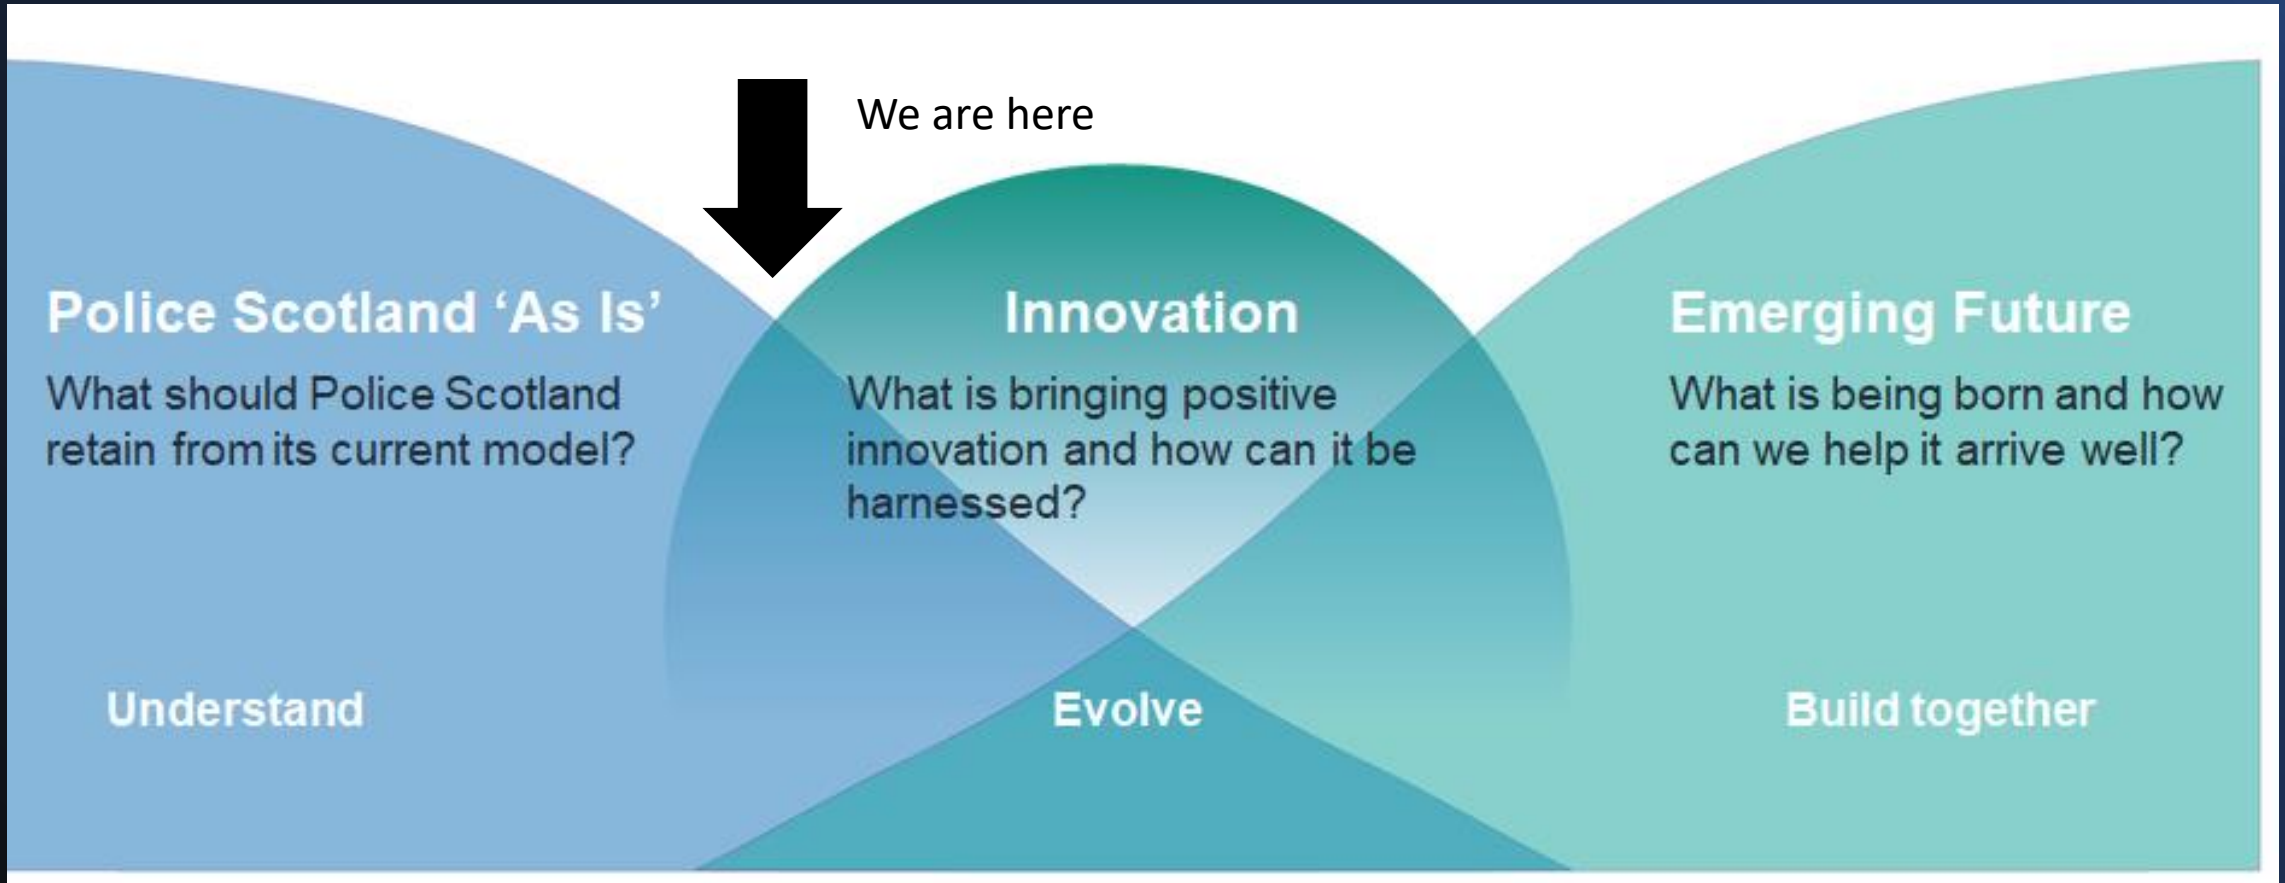 We are here
Police Scotland ‘As Is’
What should Police Scotland
retain from its current model?
Understand
Innovation
What is bringing positive
innovation and how can it be
harnessed?
Evolve
Emerging Future
What is being born and how
can we help it arrive well?
Build together